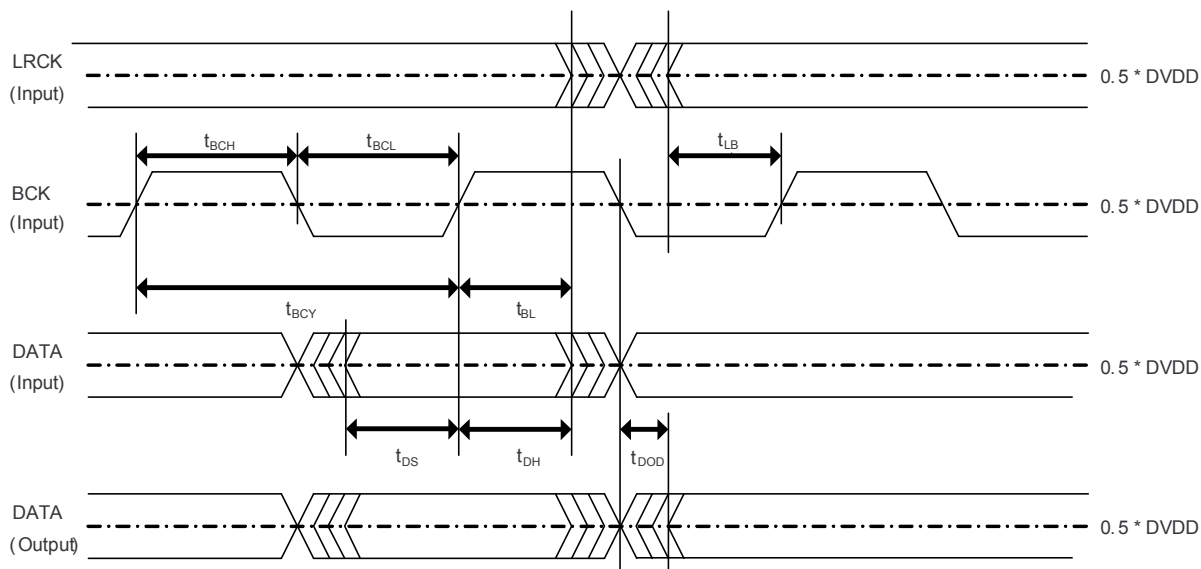 LRCK
(Input)
0.5 * DVDD
tBCH
tBCL
tLB
BCK
(Input)
0.5 * DVDD
tBCY
tBL
DATA
(Input)
0.5 * DVDD
tDS
tDH
tDOD
DATA
(Output)
0.5 * DVDD